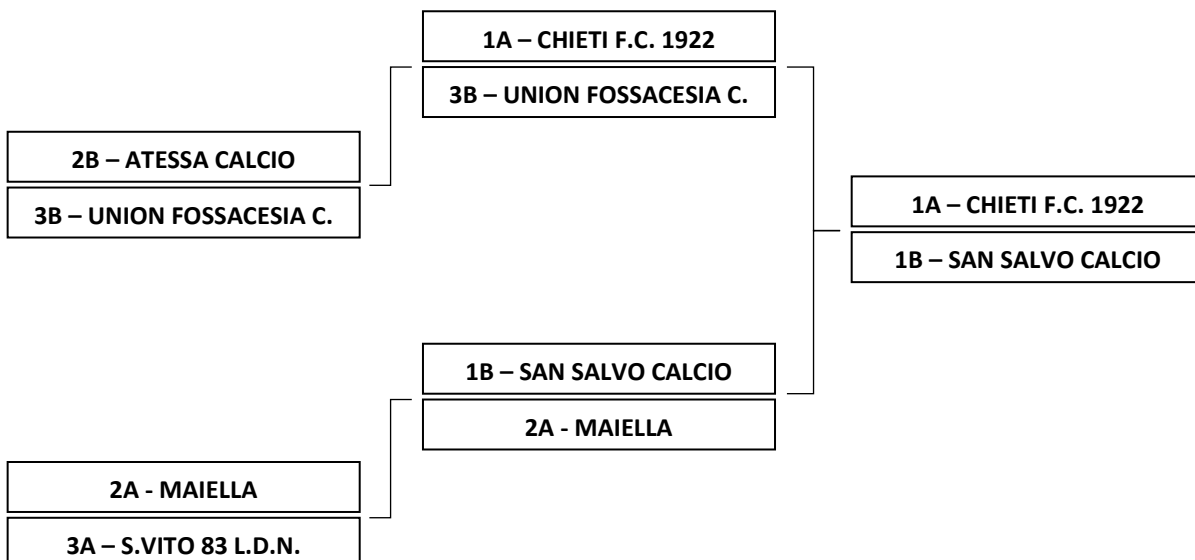 1A – CHIETI F.C. 1922
3B – UNION FOSSACESIA C.
2B – ATESSA CALCIO
3B – UNION FOSSACESIA C.
1A – CHIETI F.C. 1922
1B – SAN SALVO CALCIO
1B – SAN SALVO CALCIO
2A - MAIELLA
2A - MAIELLA
3A – S.VITO 83 L.D.N.